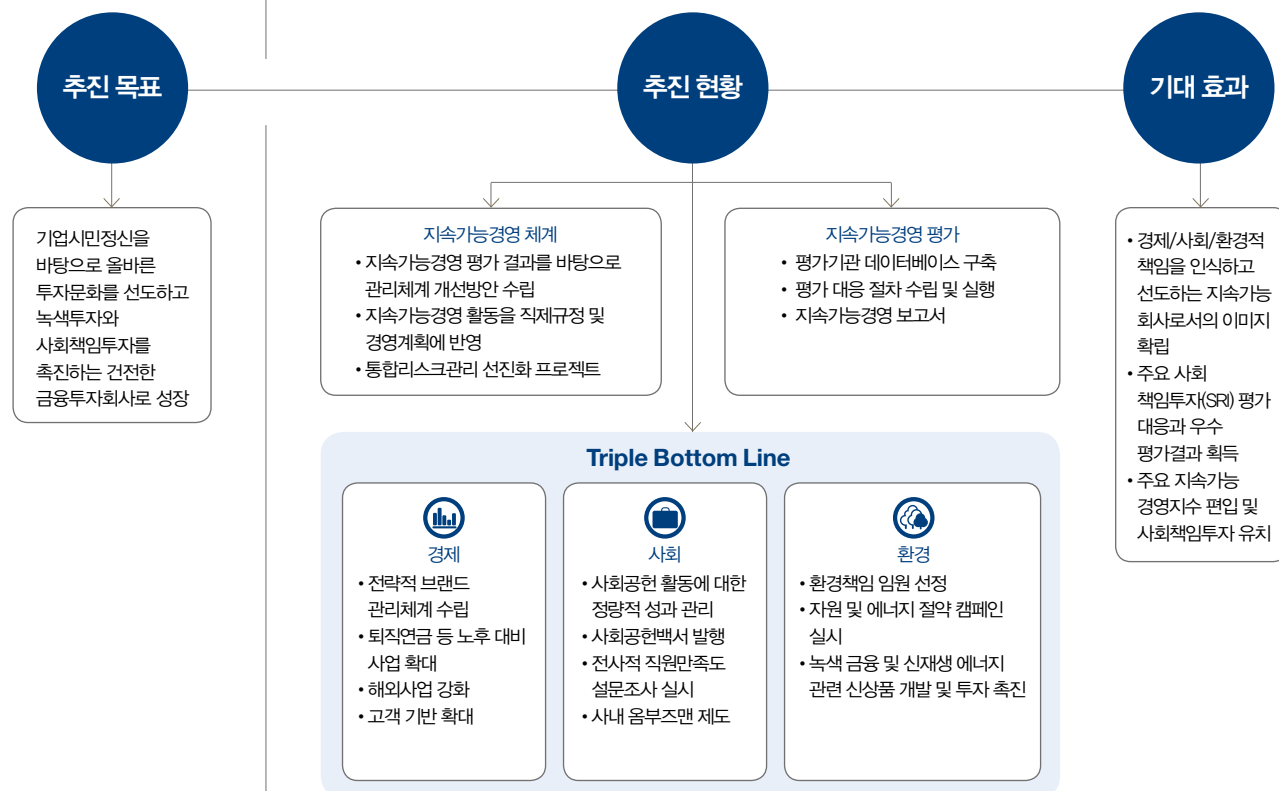 추진 목표
추진 현황
기대 효과
기업시민정신을
바탕으로 올바른
투자문화를 선도하고
녹색투자와
사회책임투자를
촉진하는 건전한
금융투자회사로 성장
지속가능경영 체계
• 지속가능경영 평가 결과를 바탕으로
관리체계 개선방안 수립
• 지속가능경영 활동을 직제규정 및
경영계획에 반영
• 통합리스크관리 선진화 프로젝트
지속가능경영 평가
• 평가기관 데이터베이스 구축
• 평가 대응 절차 수립 및 실행
• 지속가능경영 보고서
Triple Bottom Line
경제
• 전략적 브랜드
관리체계 수립
• 퇴직연금 등 노후 대비
사업 확대
• 해외사업 강화
• 고객 기반 확대
사회
• 사회공헌 활동에 대한
정량적 성과 관리
• 사회공헌백서 발행
• 전사적 직원만족도
설문조사 실시
• 사내 옴부즈맨 제도
환경
• 환경책임 임원 선정
• 자원 및 에너지 절약 캠페인
실시
• 녹색 금융 및 신재생 에너지
관련 신상품 개발 및 투자 촉진
• 경제/사회/환경적
책임을 인식하고
선도하는 지속가능
회사로서의 이미지
확립
• 주요 사회
책임투자(SRI) 평가
대응과 우수
평가결과 획득
• 주요 지속가능
경영지수 편입 및
사회책임투자 유치